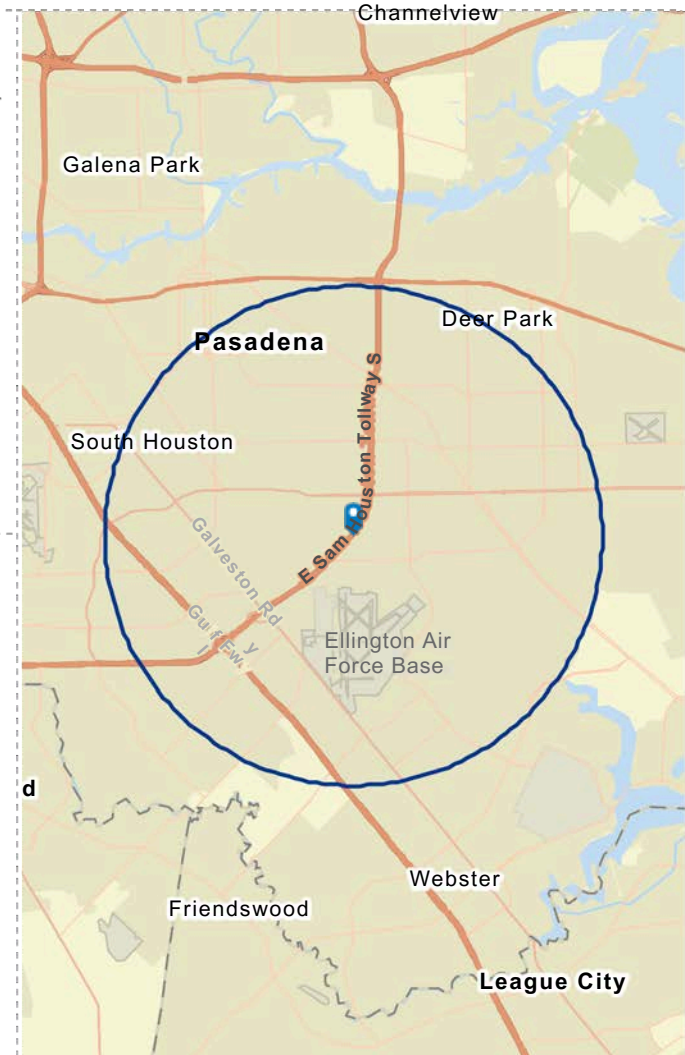 Channelview
Galena Park
Deer Park
Pasadena
South Houston
E Sam Houston Tollway S
Galveston Rd
Gulf Fwy
Ellington Air
Force Base
d
Webster
Friendswood
League City